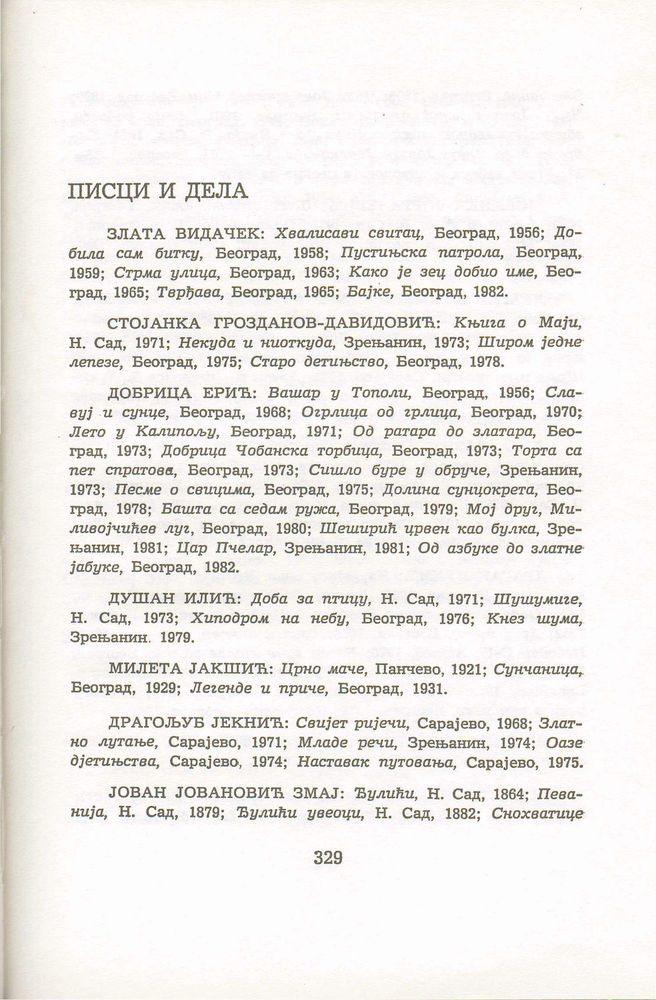 ПИСЦИ И ДЕЛА
ЗЛАТА ВИДАЧЕК: Хвалисави свитац, Београд, 1956; До-
била сам битку, Београд, 1958; Пустињска патрола, Београд,
1959; Стрма улица, Београд, 1963; Како је зец добио име, Бео-
град, 1965; Тврђава, Београд, 1965; Бајке, Београд, 1982.
СТОЈАНКА ГРОЗДАНОВ-ДАВИДОВИЋ: Књига о Маји,
Н. Сад, 1971; Некуда и ниоткуда, Зрењанин, 1973; Широм једне
лепезе, Београд, 1975; Старо детињство, Београд, 1978.
ДОБРИЦА ЕРИЋ: Вашар у Тополи, Београд, 1956; Сла-
вуј и сунце, Београд, 1968; Огрлица од грлица, Београд, 1970;
Лето у Калипољу, Београд, 1971; Од ратара до златара, Бео-
град, 1973; Добрица Чобанска торбица, Београд, 1973; Торта са
пет спратова, Београд, 1973; Сишло буре у обруче, Зрењанин,
1973; Песме о свицима, Београд, 1975; Долина сунцокрета, Бео-
град, 1978; Башта са седам ружа, Београд, 1979; Мој друг, Ми-
ливојчићев луг, Београд, 1980; Шеширић црвен као булка, Зре-
њанин, 1981; Цар Пчелар, Зрењанин, 1981; Од азбуке до златне
јабуке, Београд, 1982.
ДУШАН ИЛИЋ: Доба за птицу, Н. Сад, 1971; Шушумиге,
Н. Сад, 1973; Хиподром на небу, Београд, 1976; Кнез шума,
Зрењанин. 1979.
МИЛЕТА ЈАКШИЋ: Црно маче, Панчево, 1921; Сунчаница,
Београд, 1929; Легенде и приче, Београд, 1931.
ДРАГОЉУБ ЈЕКНИЋ: Свијет ријечи, Сарајево, 1968; Злат-
но лутање, Сарајево, 1971; Младе речи, Зрењанин, 1974; Оазе
дјетињства, Сарајево, 1974; Наставак путовања, Сарајево, 1975.
ЈОВАН ЈОВАНОВИЋ ЗМАЈ: Ђулићи, Н. Сад, 1864; Пева-
нија, Н. Сад, 1879; Ђулићи увеоци, Н. Сад, 1882; Снохватице
329